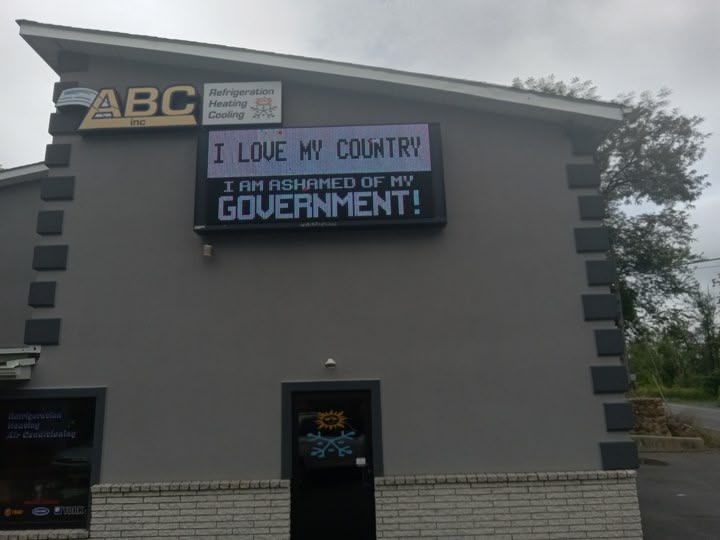 ABC
inc
Refrigeration
Heating
Cooling
I LOVE MY COUNTRY
I AM ASHAMED OF MY
GOVERNMENT!
Refrigeration
Heating
Air Conditioning